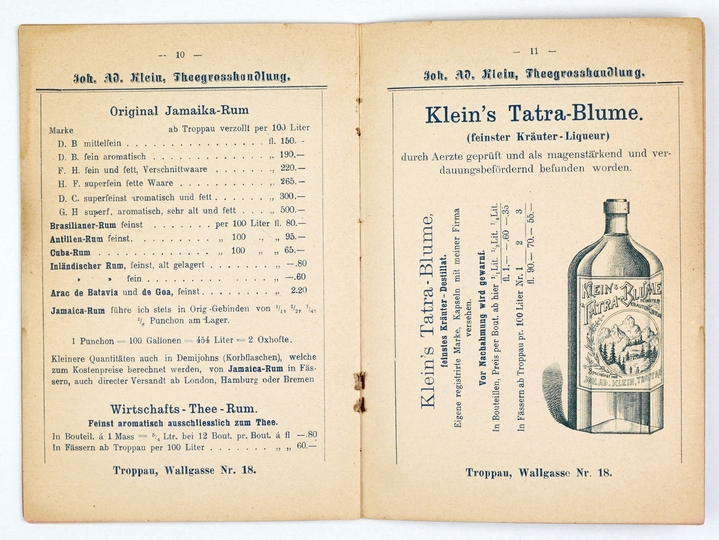 — 10 —
Joh. Ad. Klein, Theegrosshandlung.
Original Jamaika-Rum
Marke ab Troppau verzollt per 100 Liter
D. B mittelfein . . . . . . . . . . . . . . . . fl. 150.-
D. B. fein aromatisch . . . . . . . . . . . . . „ 190.—
F. H. fein und fett, Verschnittwaare . . . . . . . „ 220.—
H. F. superfein fette Waare . . . . . . . . . . . „ 265.—
D. C. superfeinst aromatisch und fett . . . . . . „ 300.—
G. H superf. aromatisch, sehr alt und fett . . . . „ 500.—
Brasilianer-Rum feinst . . . . . . per 100 Liter fl. 80.—
Antillen-Rum feinst. . . . . . . . . „ 100 „ „ 95.—
Cuba-Rum . . . . . . . . . . . . „ 100 „ „ 65.—
Inländischer Rum, feinst, alt gelagert . . . . . . „ —.80
„ „ fein . . . . . . . . . . . „ —.60
Arac de Batavia und de Goa, feinst . . . . . . . „ 2.20
Jamaica-Rum führe ich stets in Orig-Gebinden von 1/1, 1/2, 1/4,
1/8 Punchon am Lager.
1 Punchon = 100 Gallonen = 454 Liter = 2 Oxhofte.
Kleinere Quantitäten auch in Demijohns (Korbflaschen), welche
zum Kostenpreise berechnet werden, von Jamaica-Rum in Fäs-
sern, auch directer Versandt ab London, Hamburg oder Bremen
Wirtschafts-Thee-Rum.
Feinst aromatisch ausschliesslich zum Thee.
In Bouteil. á 1 Mass = 5/4 Ltr. bei 12 Bout. pr. Bout. á fl —.80
In Fässern ab Troppau per 100 Liter . . . . . . . „ „ 60.—
Troppau, Wallgasse Nr. 18.
— 11 —
Joh. Ad. Klein, Theegrosshandlung.
Klein's Tatra-Blume.
(feinster Kräuter-Liqueur)
durch Aerzte geprüft und als magenstärkend und ver-
dauungsbefördernd befunden worden.
Klein's Tatra-Blume,
feinstes Kräuter-Destillat.
Eigene registrirte Marke, Kapseln mit meiner Firma
versehen.
Vor Nachahmung wird gewarnt.
In Bouteillen, Preis per Bout. ab hier 1/1 Lit. 1/2 Lit. 1/4 Lit.
fl. 1.— —.60 —.35
In Fässern ab Troppau pr. 100 Liter Nr. 1 2 3
fl. 90.— 70.— 55.—
KLEIN'S
TATRA-BLUME
JOH. AD. KLEIN, TROPPAU
Troppau, Wallgasse Nr. 18.